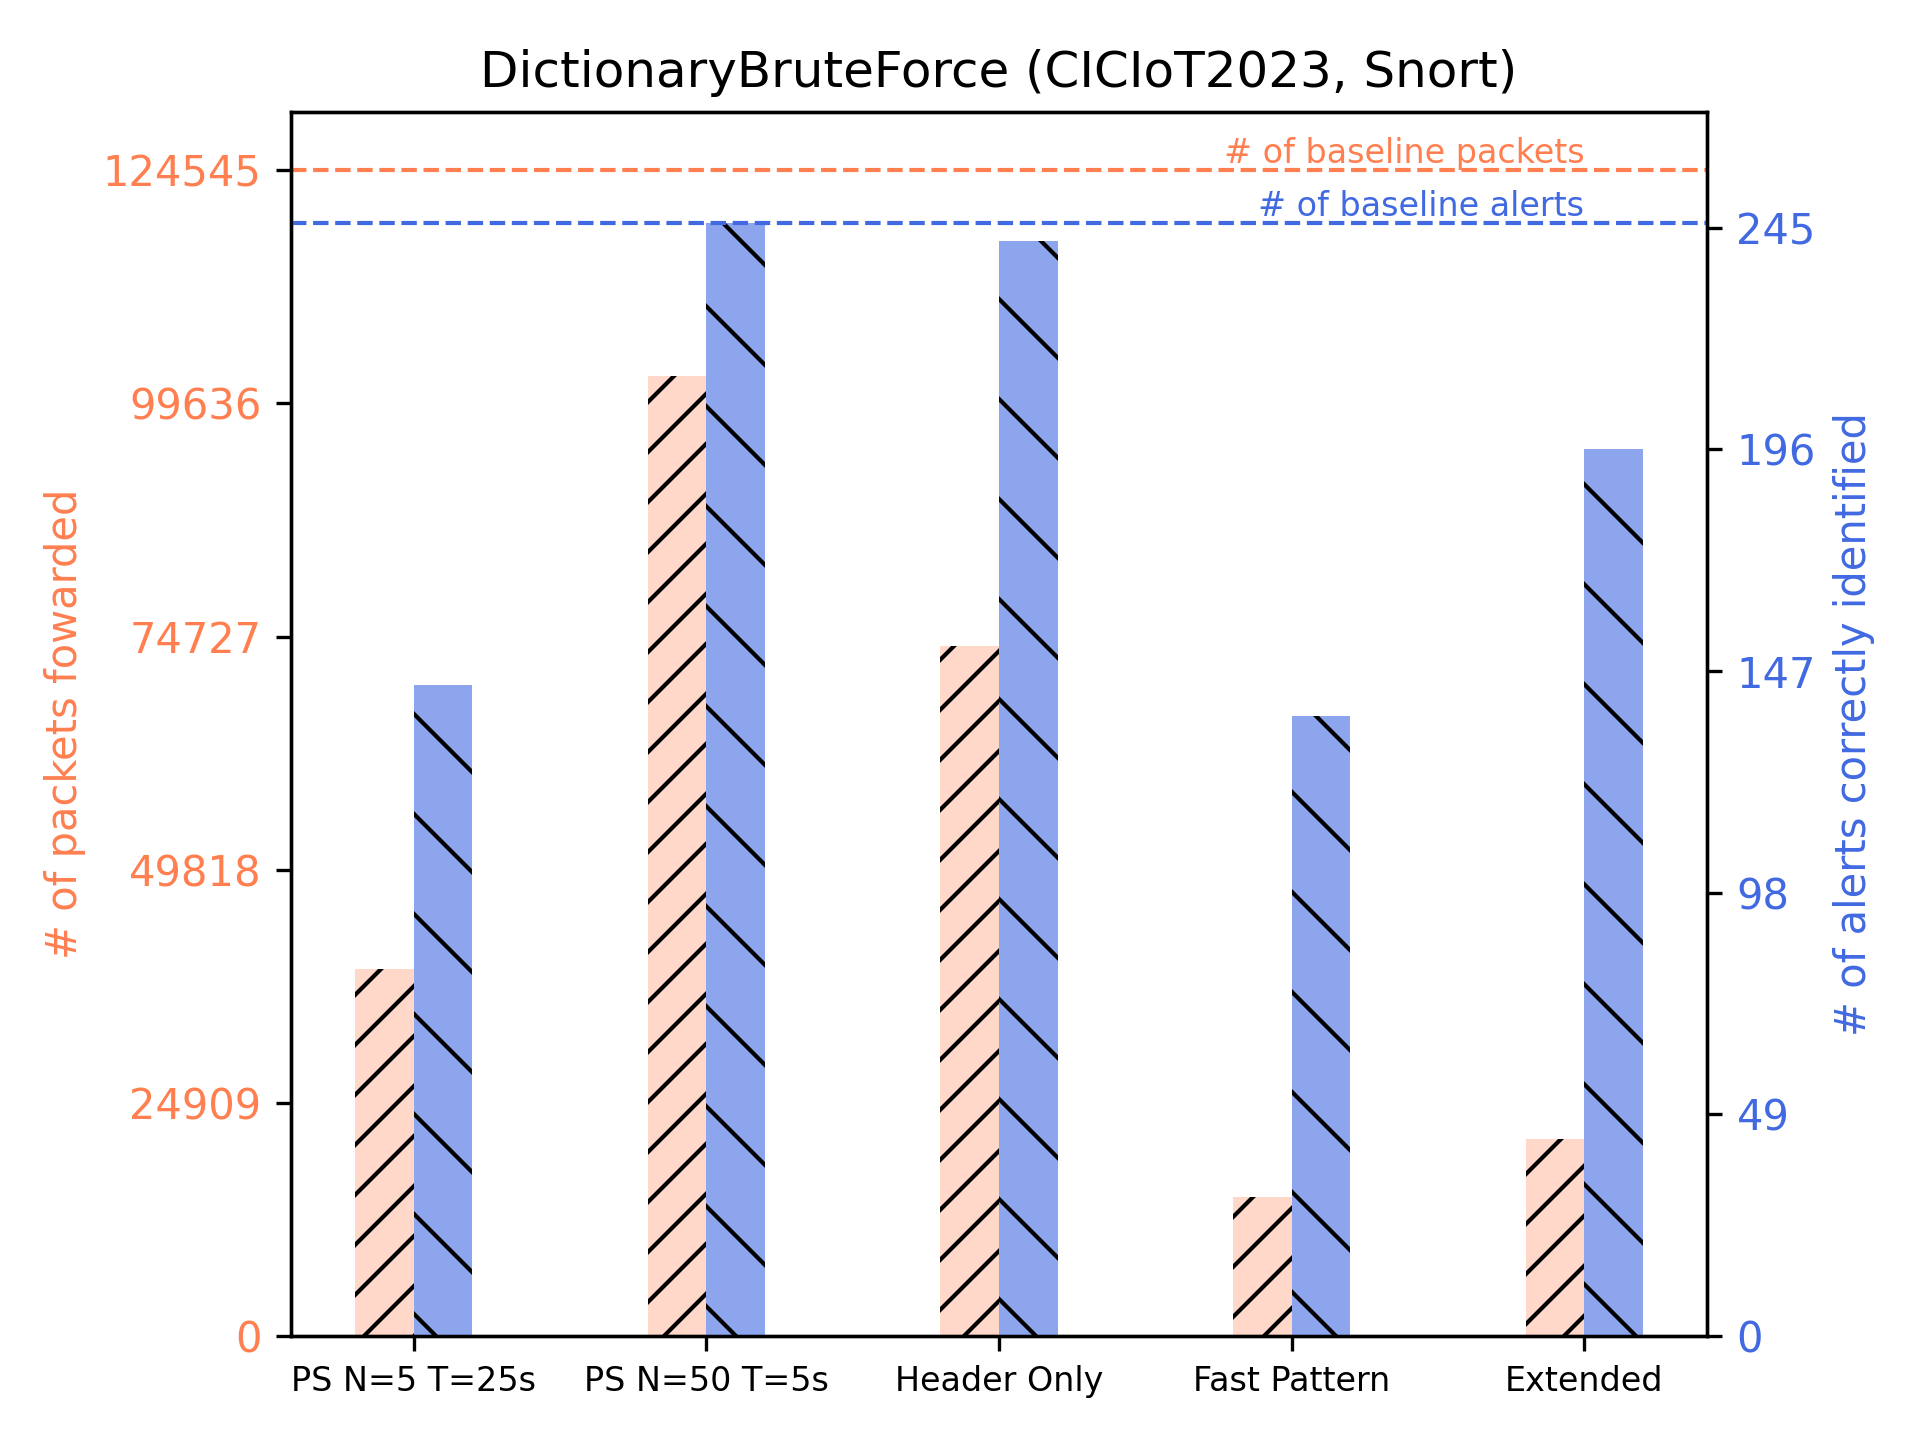 DictionaryBruteForce (CICIoT2023, Snort)
# of packets fowarded
124545
99636
74727
49818
24909
0
# of baseline packets
# of baseline alerts
245
196
147
98
49
0
# of alerts correctly identified
PS N=5 T=25s
PS N=50 T=5s
Header Only
Fast Pattern
Extended